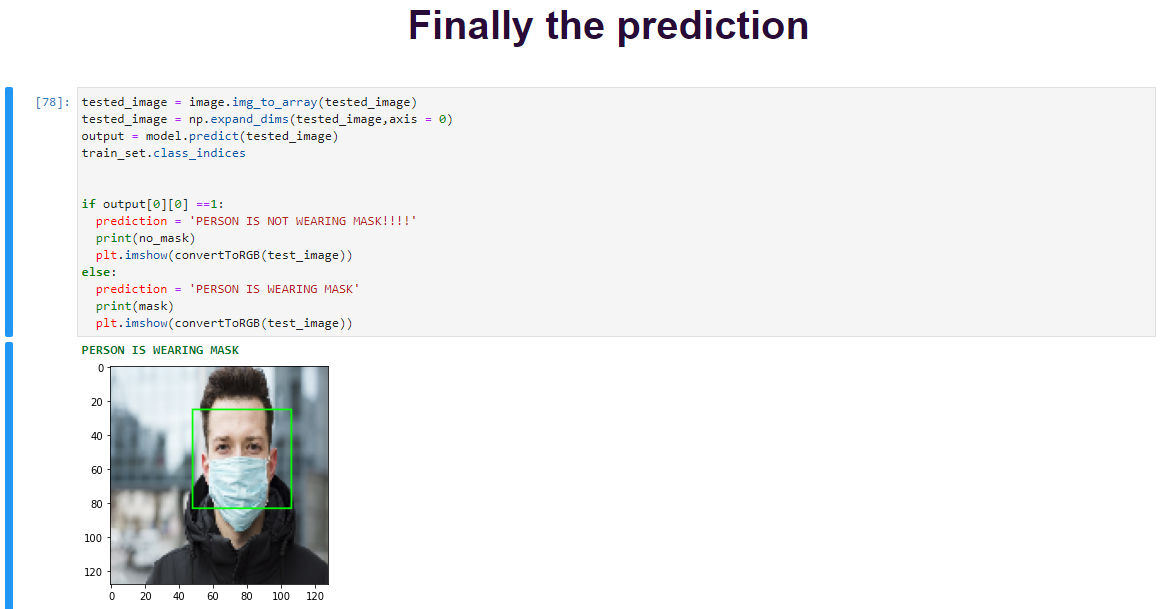 Finally the prediction
[78]:
tested_image = image.img_to_array(tested_image)
tested_image = np.expand_dims(tested_image,axis = 0)
output = model.predict(tested_image)
train_set.class_indices
if output[0][0] ==1:
prediction = 'PERSON IS NOT WEARING MASK!!!!'
print(no_mask)
plt.imshow(convertToRGB(test_image))
else:
prediction = 'PERSON IS WEARING MASK'
print(mask)
plt.imshow(convertToRGB(test_image))
PERSON IS WEARING MASK
0
20
40
60
80
100
120
0 20 40 60 80 100 120